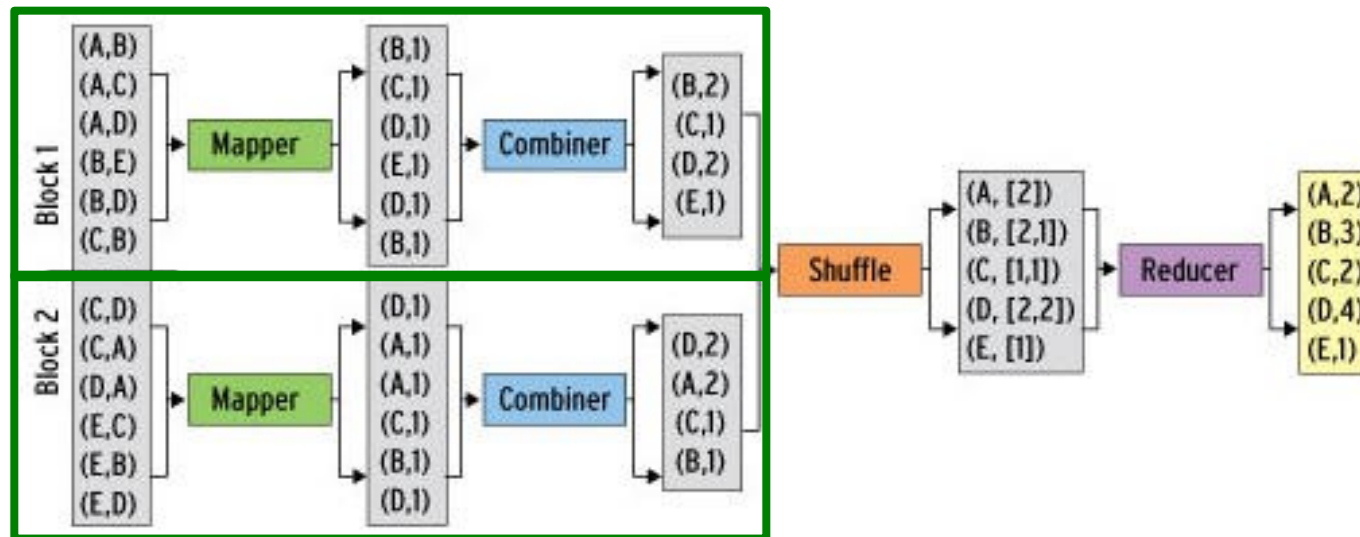 Block 1
(A,B)
(A,C)
(A,D)
(B,E)
(B,D)
(C,B)
Mapper
(B,1)
(C,1)
(D,1)
(E,1)
(D,1)
(B,1)
Combiner
(B,2)
(C,1)
(D,2)
(E,1)
Block 2
(C,D)
(C,A)
(D,A)
(E,C)
(E,B)
(E,D)
Mapper
(D,1)
(A,1)
(A,1)
(C,1)
(B,1)
(D,1)
Combiner
(D,2)
(A,2)
(C,1)
(B,1)
Shuffle
(A, [2])
(B, [2,1])
(C, [1,1])
(D, [2,2])
(E, [1])
Reducer
(A,2)
(B,3)
(C,2)
(D,4)
(E,1)